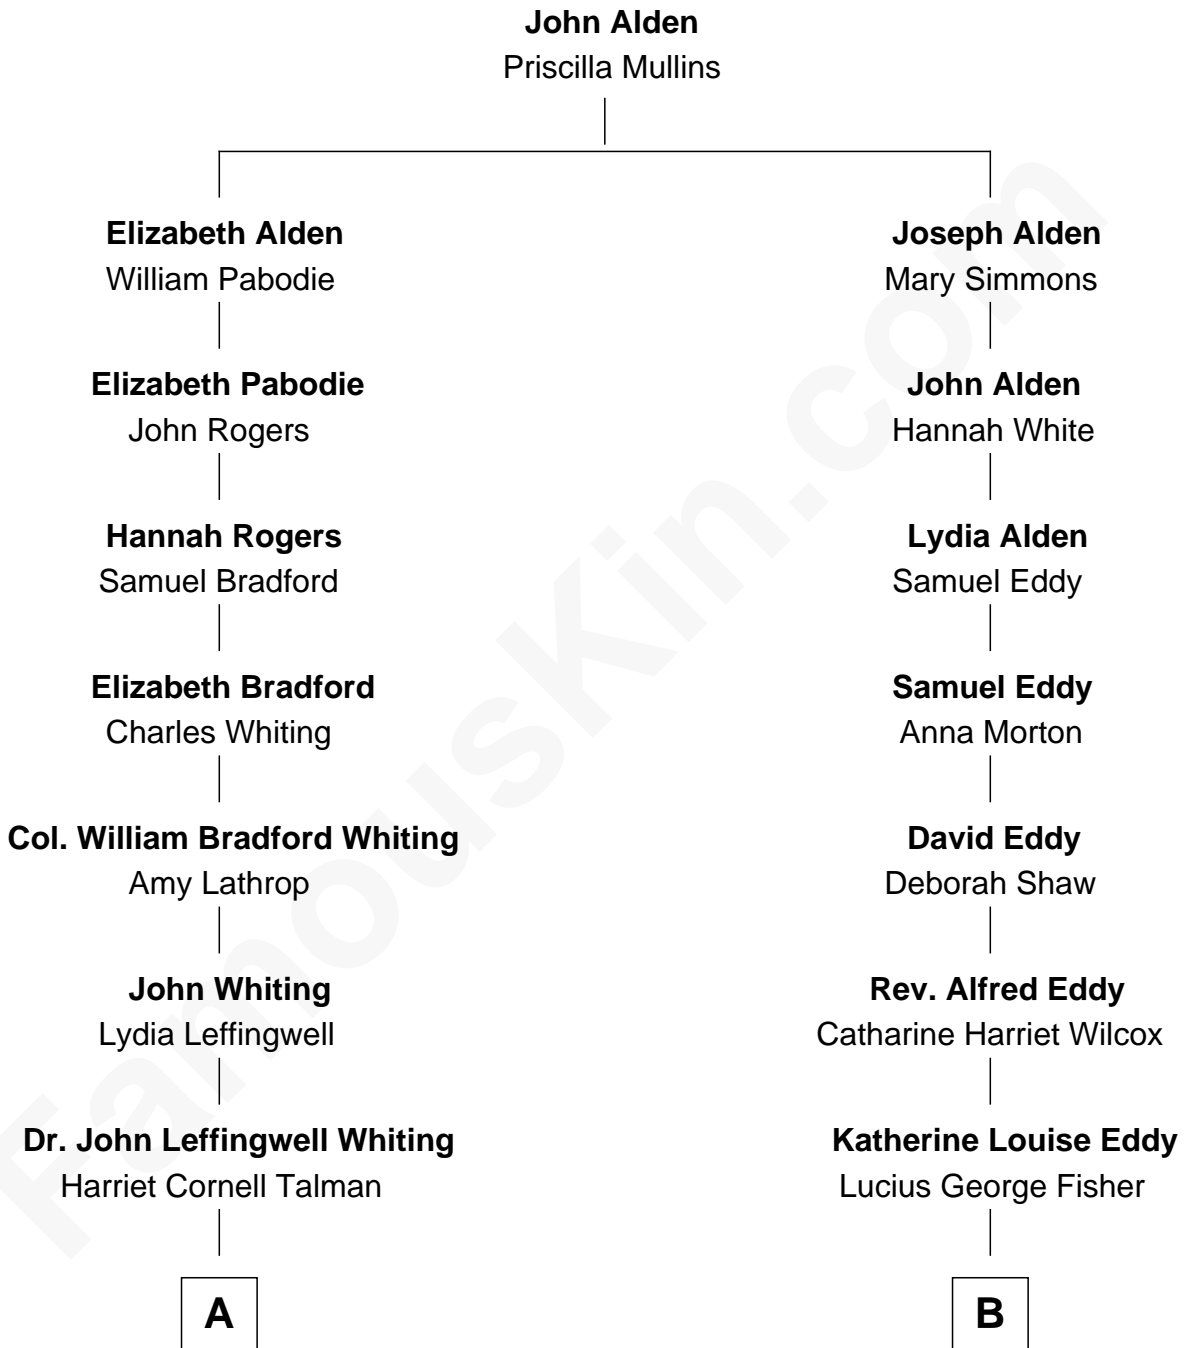 John Alden
Priscilla Mullins
Elizabeth Alden
William Pabodie
Joseph Alden
Mary Simmons
Elizabeth Pabodie
John Rogers
John Alden
Hannah White
Hannah Rogers
Samuel Bradford
Lydia Alden
Samuel Eddy
Elizabeth Bradford
Charles Whiting
Samuel Eddy
Anna Morton
Col. William Bradford Whiting
Amy Lathrop
David Eddy
Deborah Shaw
John Whiting
Lydia Leffingwell
Rev. Alfred Eddy
Catharine Harriet Wilcox
Dr. John Leffingwell Whiting
Harriet Cornell Talman
Katherine Louise Eddy
Lucius George Fisher
A
B
FamousKin.com